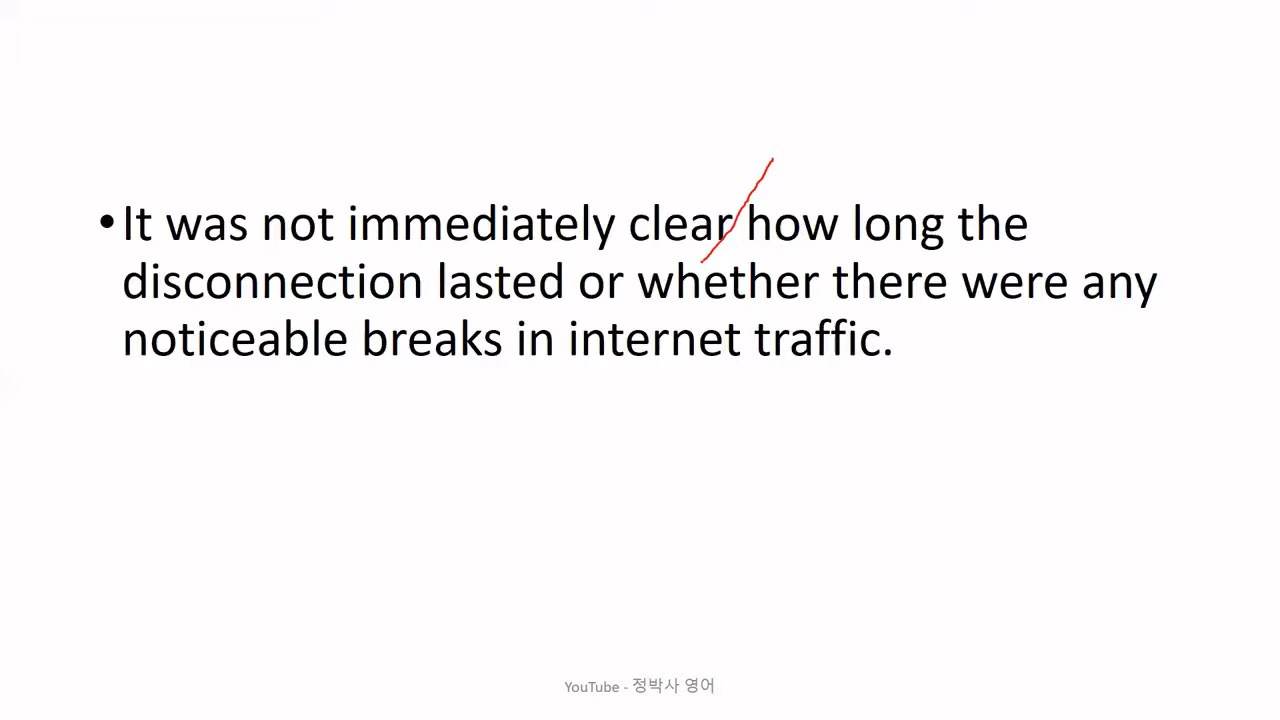 •It was not immediately clear how long the
disconnection lasted or whether there were any
noticeable breaks in internet traffic.
YouTube - 정박사 영어